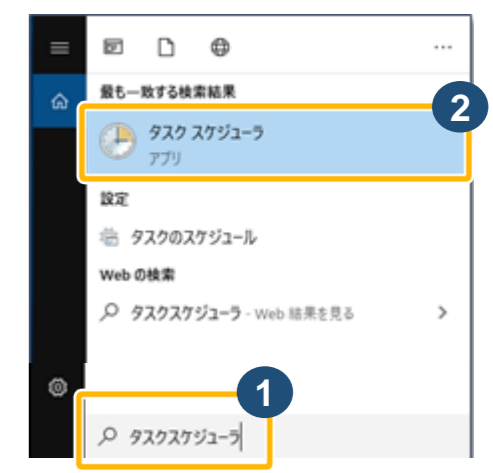 最も一致する検索結果
2
タスク スケジューラ
アプリ
設定
タスクのスケジュール
Web の検索
タスクスケジューラ - Web 結果を見る
1
タスクスケジューラ